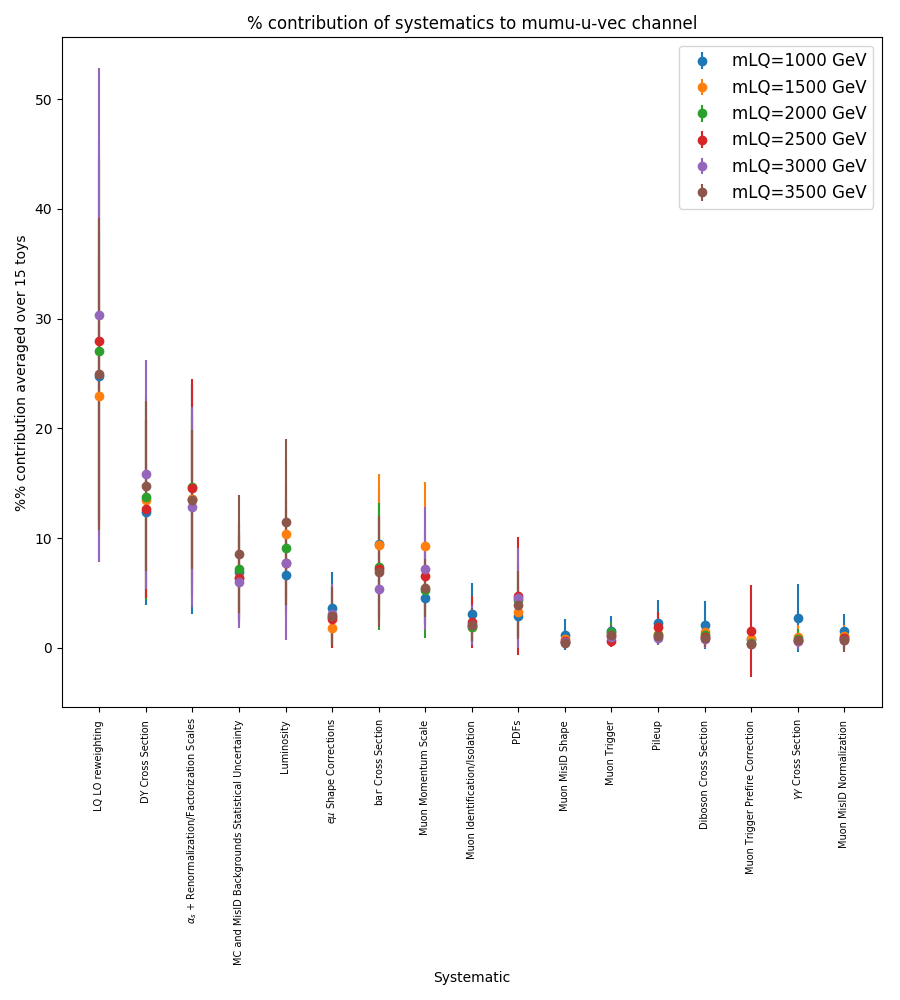 % contribution of systematics to mumu-u-vec channel
mLQ=1000 GeV
mLQ=1500 GeV
mLQ=2000 GeV
mLQ=2500 GeV
mLQ=3000 GeV
mLQ=3500 GeV
%% contribution averaged over 15 toys
50
40
30
20
10
0
LQ LO reweighting
DY Cross Section
αs + Renormalization/Factorization Scales
MC and MisID Backgrounds Statistical Uncertainty
Luminosity
eμ Shape Corrections
bar Cross Section
Muon Momentum Scale
Muon Identification/Isolation
PDFs
Muon MisID Shape
Muon Trigger
Pileup
Diboson Cross Section
Muon Trigger Prefire Correction
γγ Cross Section
Muon MisID Normalization
Systematic